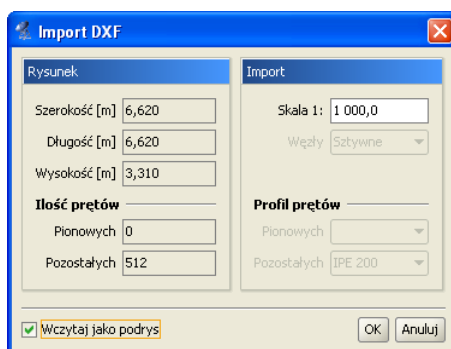 Import DXF
Rysunek
Szerokość [m] 6,620
Długość [m] 6,620
Wysokość [m] 3,310
Ilość prętów
Pionowych 0
Pozostałych 512
Import
Skala 1: 1 000,0
Węzły Sztywne
Profil prętów
Pionowych
Pozostałych IPE 200
Wczytaj jako podrys
OK
Anuluj